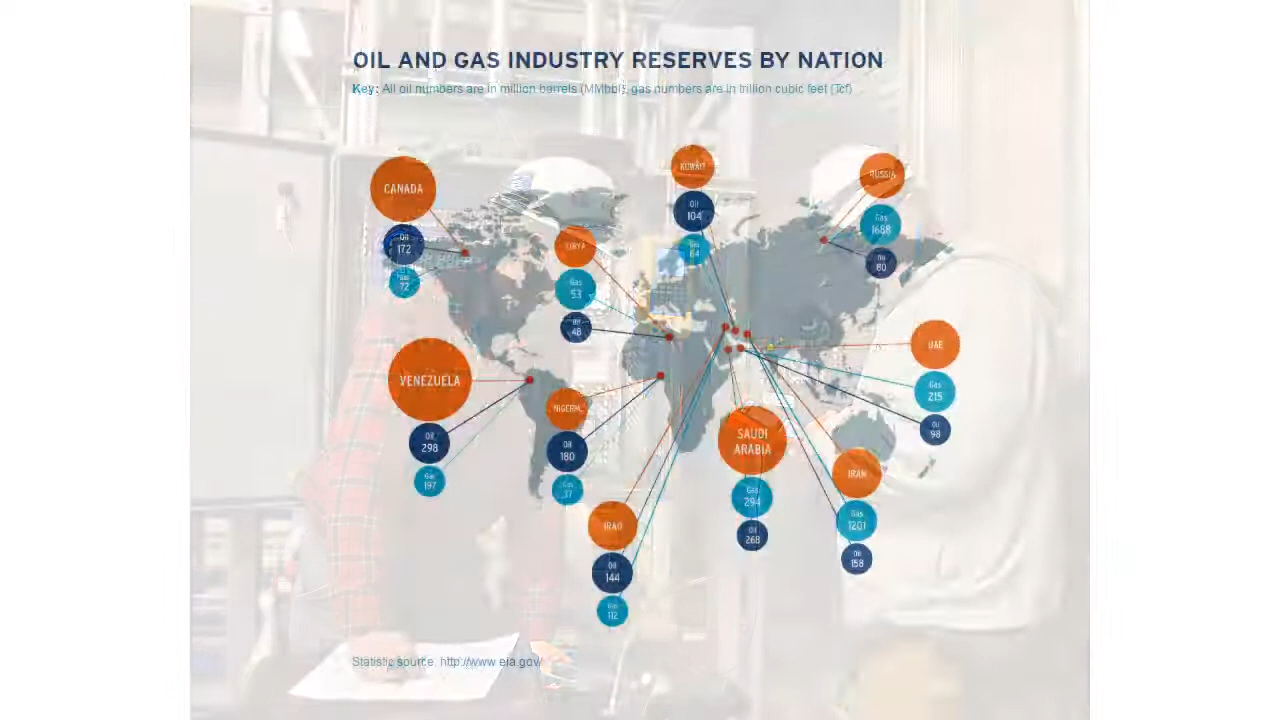 OIL AND GAS INDUSTRY RESERVES BY NATION
Key: All oil numbers are in million barrels (MMbbl), gas numbers are in trillion cubic feet (Tcf)
CANADA
Oil
172
Gas
72
KUWAIT
Oil
104
Gas
64
RUSSIA
Gas
1688
Oil
80
LIBYA
Gas
53
Oil
48
UAE
Gas
215
Oil
98
VENEZUELA
Oil
298
Gas
197
NIGERIA
Oil
180
Gas
37
SAUDI
ARABIA
Gas
294
Oil
268
IRAN
Gas
1201
Oil
158
IRAQ
Oil
144
Gas
112
Statistic source: http://www.eia.gov/